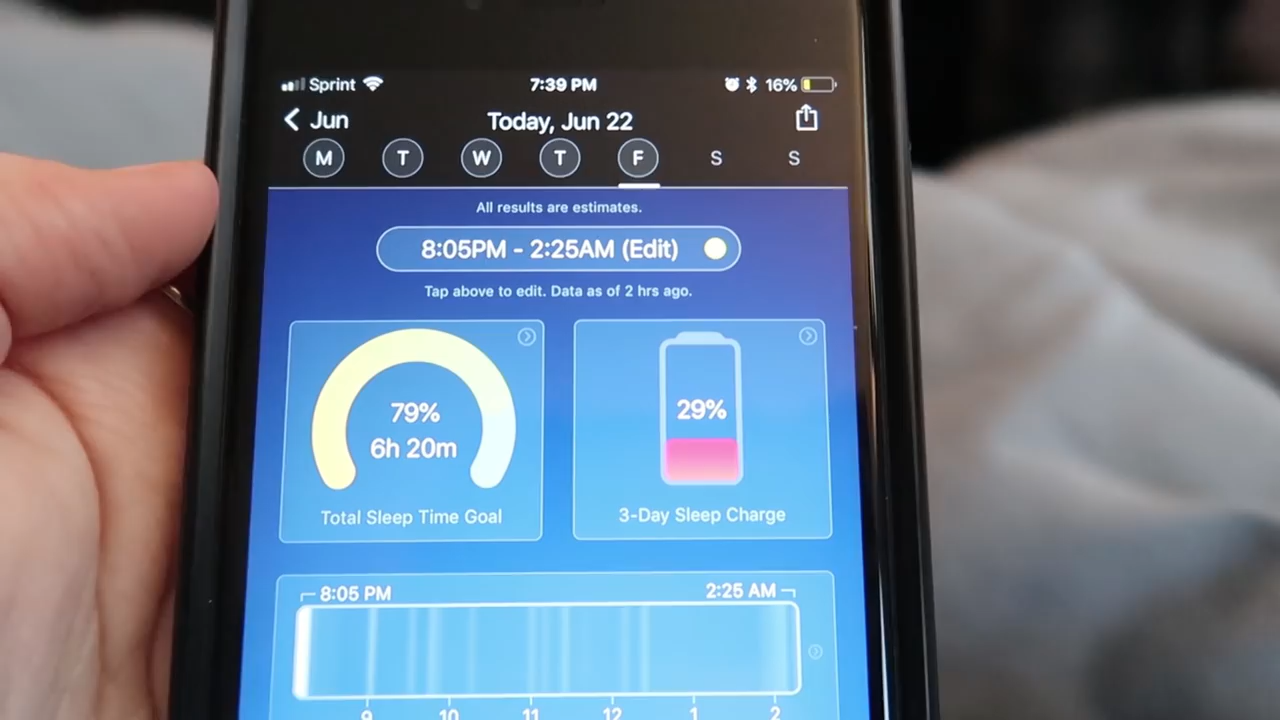 Sprint 7:39 PM 16%
Jun Today, Jun 22
M T W T F S S
All results are estimates.
8:05PM - 2:25AM (Edit)
Tap above to edit. Data as of 2 hrs ago.
79%
6h 20m
Total Sleep Time Goal
29%
3-Day Sleep Charge
8:05 PM 2:25 AM
9 10 11 12 1 2